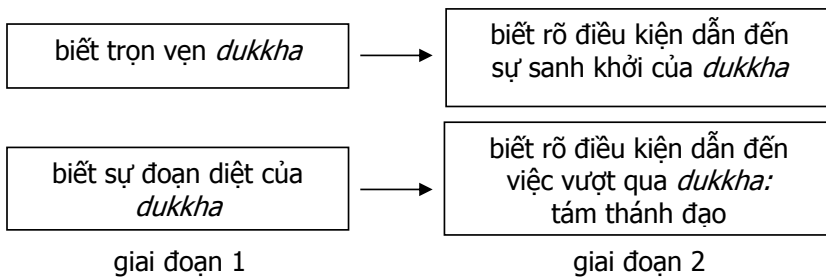 biết trọn vẹn dukkha
biết rõ điều kiện dẫn đến
sự sanh khởi của dukkha
biết sự đoạn diệt của
dukkha
biết rõ điều kiện dẫn đến
việc vượt qua dukkha:
tám thánh đạo
giai đoạn 1
giai đoạn 2